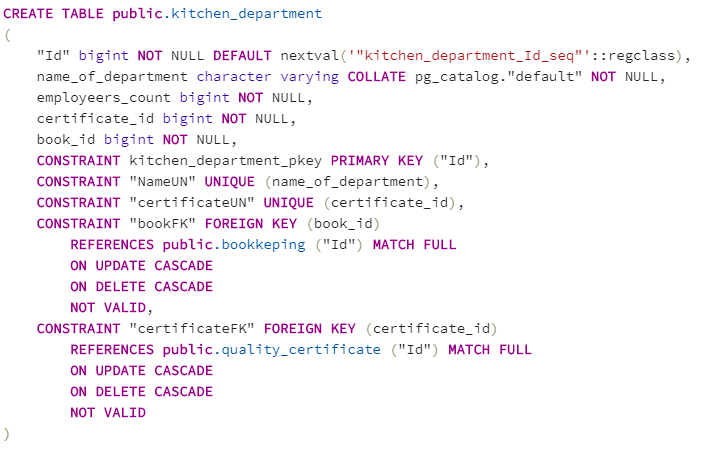 CREATE TABLE public.kitchen_department
(
    "Id" bigint NOT NULL DEFAULT nextval('"kitchen_department_Id_seq"'::regclass),
    name_of_department character varying COLLATE pg_catalog."default" NOT NULL,
    employeers_count bigint NOT NULL,
    certificate_id bigint NOT NULL,
    book_id bigint NOT NULL,
    CONSTRAINT kitchen_department_pkey PRIMARY KEY ("Id"),
    CONSTRAINT "NameUN" UNIQUE (name_of_department),
    CONSTRAINT "certificateUN" UNIQUE (certificate_id),
    CONSTRAINT "bookFK" FOREIGN KEY (book_id)
        REFERENCES public.bookkeping ("Id") MATCH FULL
        ON UPDATE CASCADE
        ON DELETE CASCADE
        NOT VALID,
    CONSTRAINT "certificateFK" FOREIGN KEY (certificate_id)
        REFERENCES public.quality_certificate ("Id") MATCH FULL
        ON UPDATE CASCADE
        ON DELETE CASCADE
        NOT VALID
)